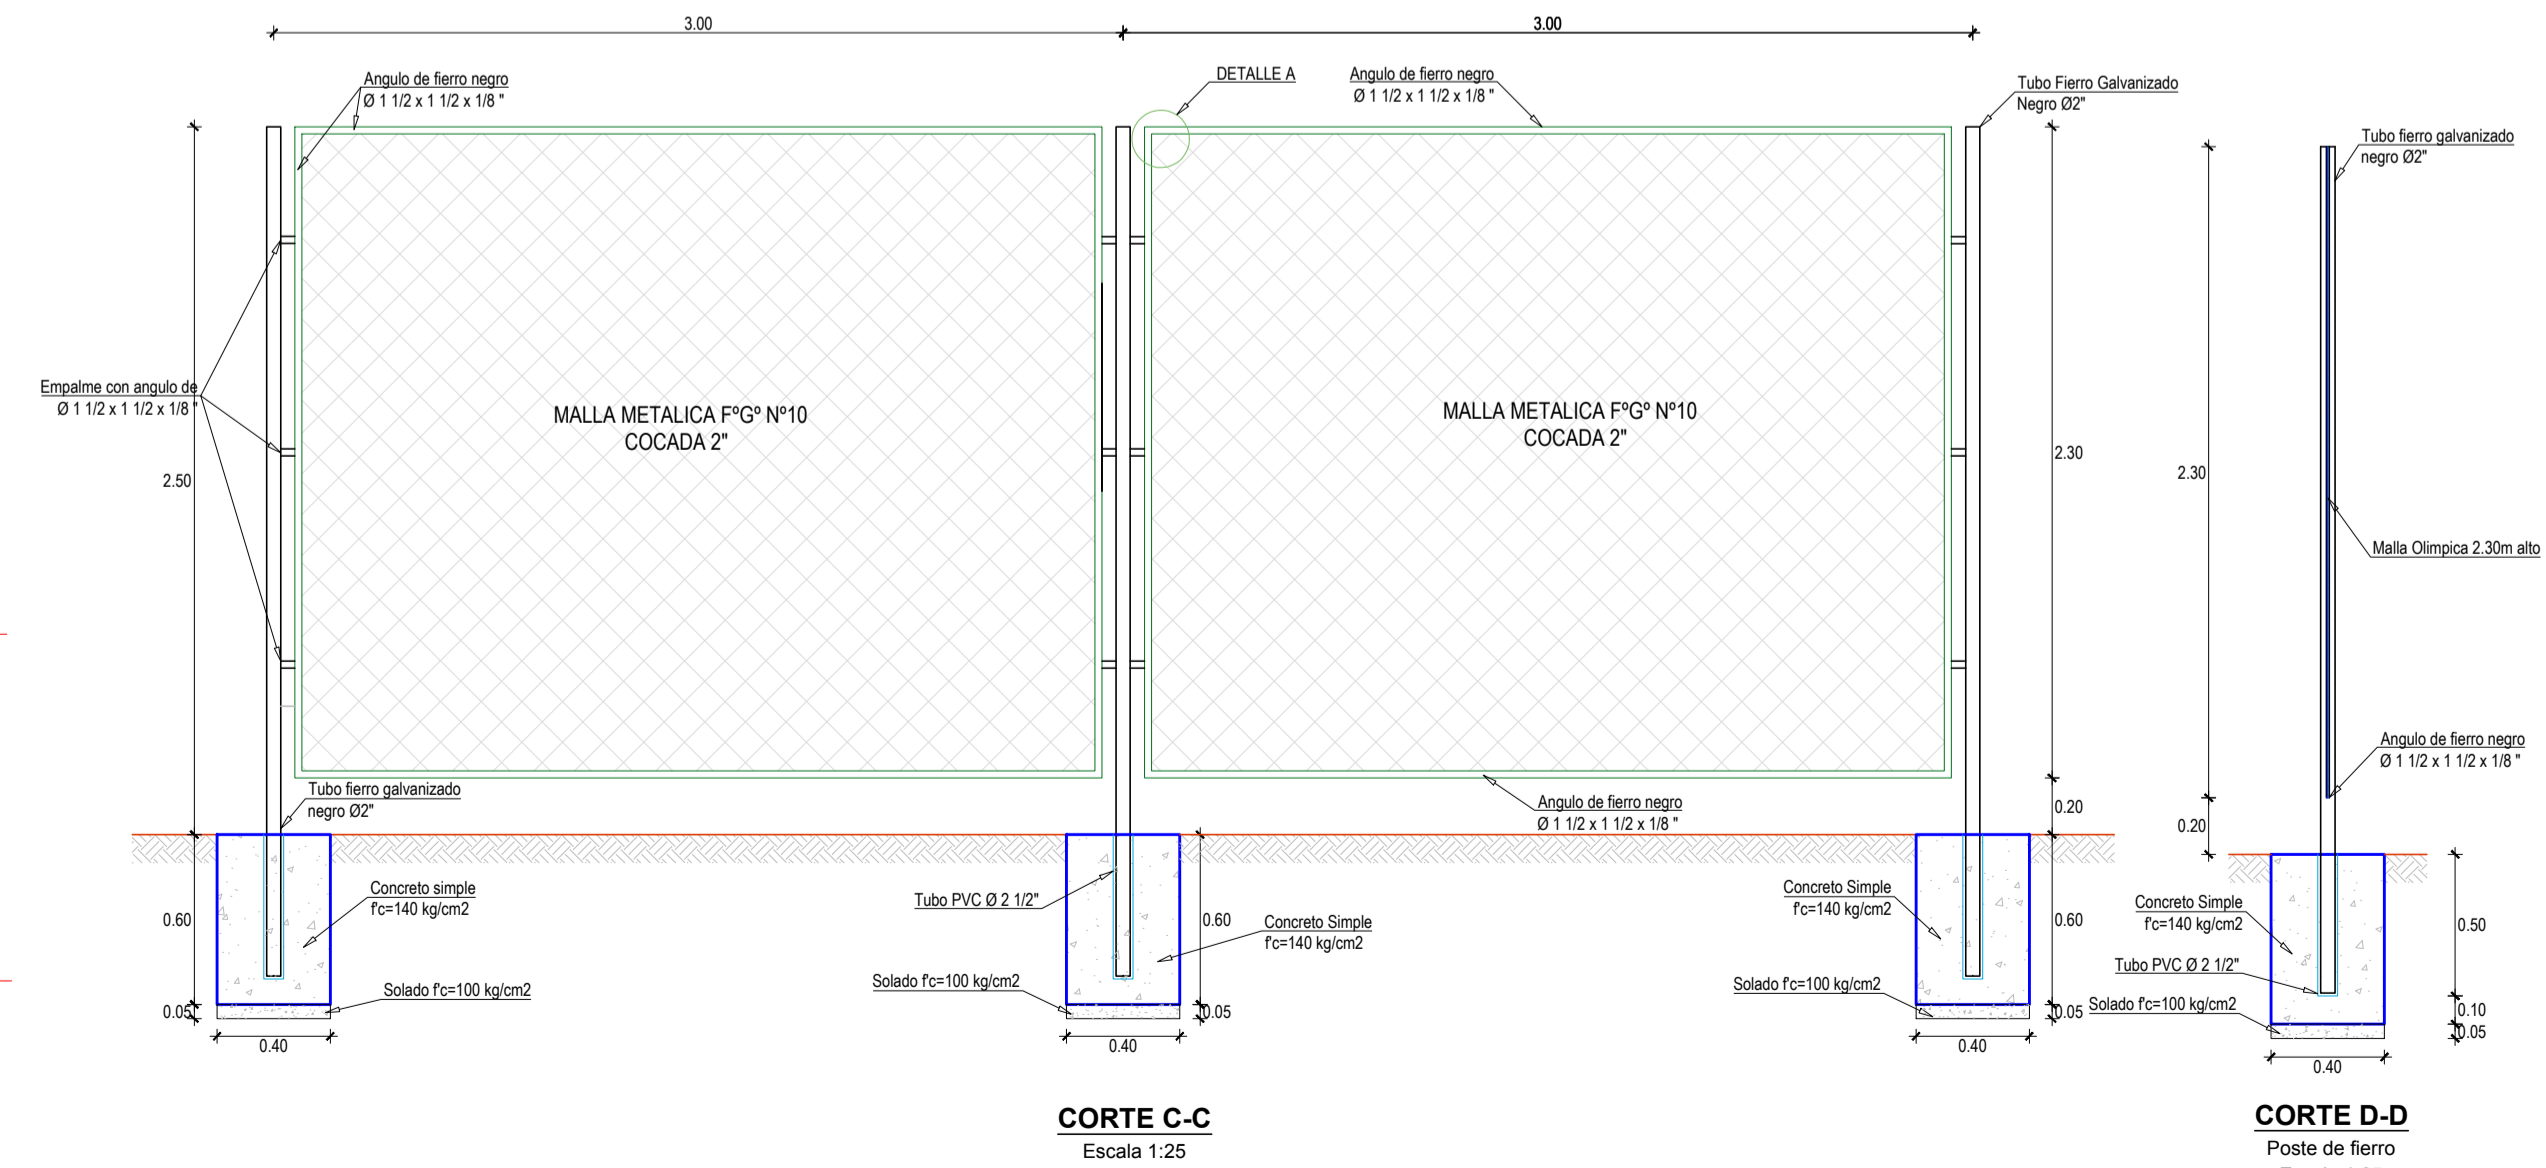 3.00
3.00
Angulo de fierro negro
Ø 1 1/2 x 1 1/2 x 1/8 "
DETALLE A
Angulo de fierro negro
Ø 1 1/2 x 1 1/2 x 1/8 "
Tubo Fierro Galvanizado
Negro Ø2"
Tubo fierro galvanizado
negro Ø2"
Empalme con angulo de
Ø 1 1/2 x 1 1/2 x 1/8 "
MALLA METALICA FºGº Nº10
COCADA 2"
MALLA METALICA FºGº Nº10
COCADA 2"
2.50
2.30
2.30
Malla Olimpica 2.30m alto
Tubo fierro galvanizado
negro Ø2"
Angulo de fierro negro
Ø 1 1/2 x 1 1/2 x 1/8 "
Angulo de fierro negro
Ø 1 1/2 x 1 1/2 x 1/8 "
0.20
0.20
Concreto simple
f'c=140 kg/cm2
Tubo PVC Ø 2 1/2"
Concreto Simple
f'c=140 kg/cm2
Concreto Simple
f'c=140 kg/cm2
Concreto Simple
f'c=140 kg/cm2
0.60
0.60
0.60
0.50
Tubo PVC Ø 2 1/2"
Solado f'c=100 kg/cm2
Solado f'c=100 kg/cm2
Solado f'c=100 kg/cm2
Solado f'c=100 kg/cm2
0.05
0.05
0.05
0.10
0.05
0.40
0.40
0.40
0.40
CORTE C-C
Escala 1:25
CORTE D-D
Poste de fierro